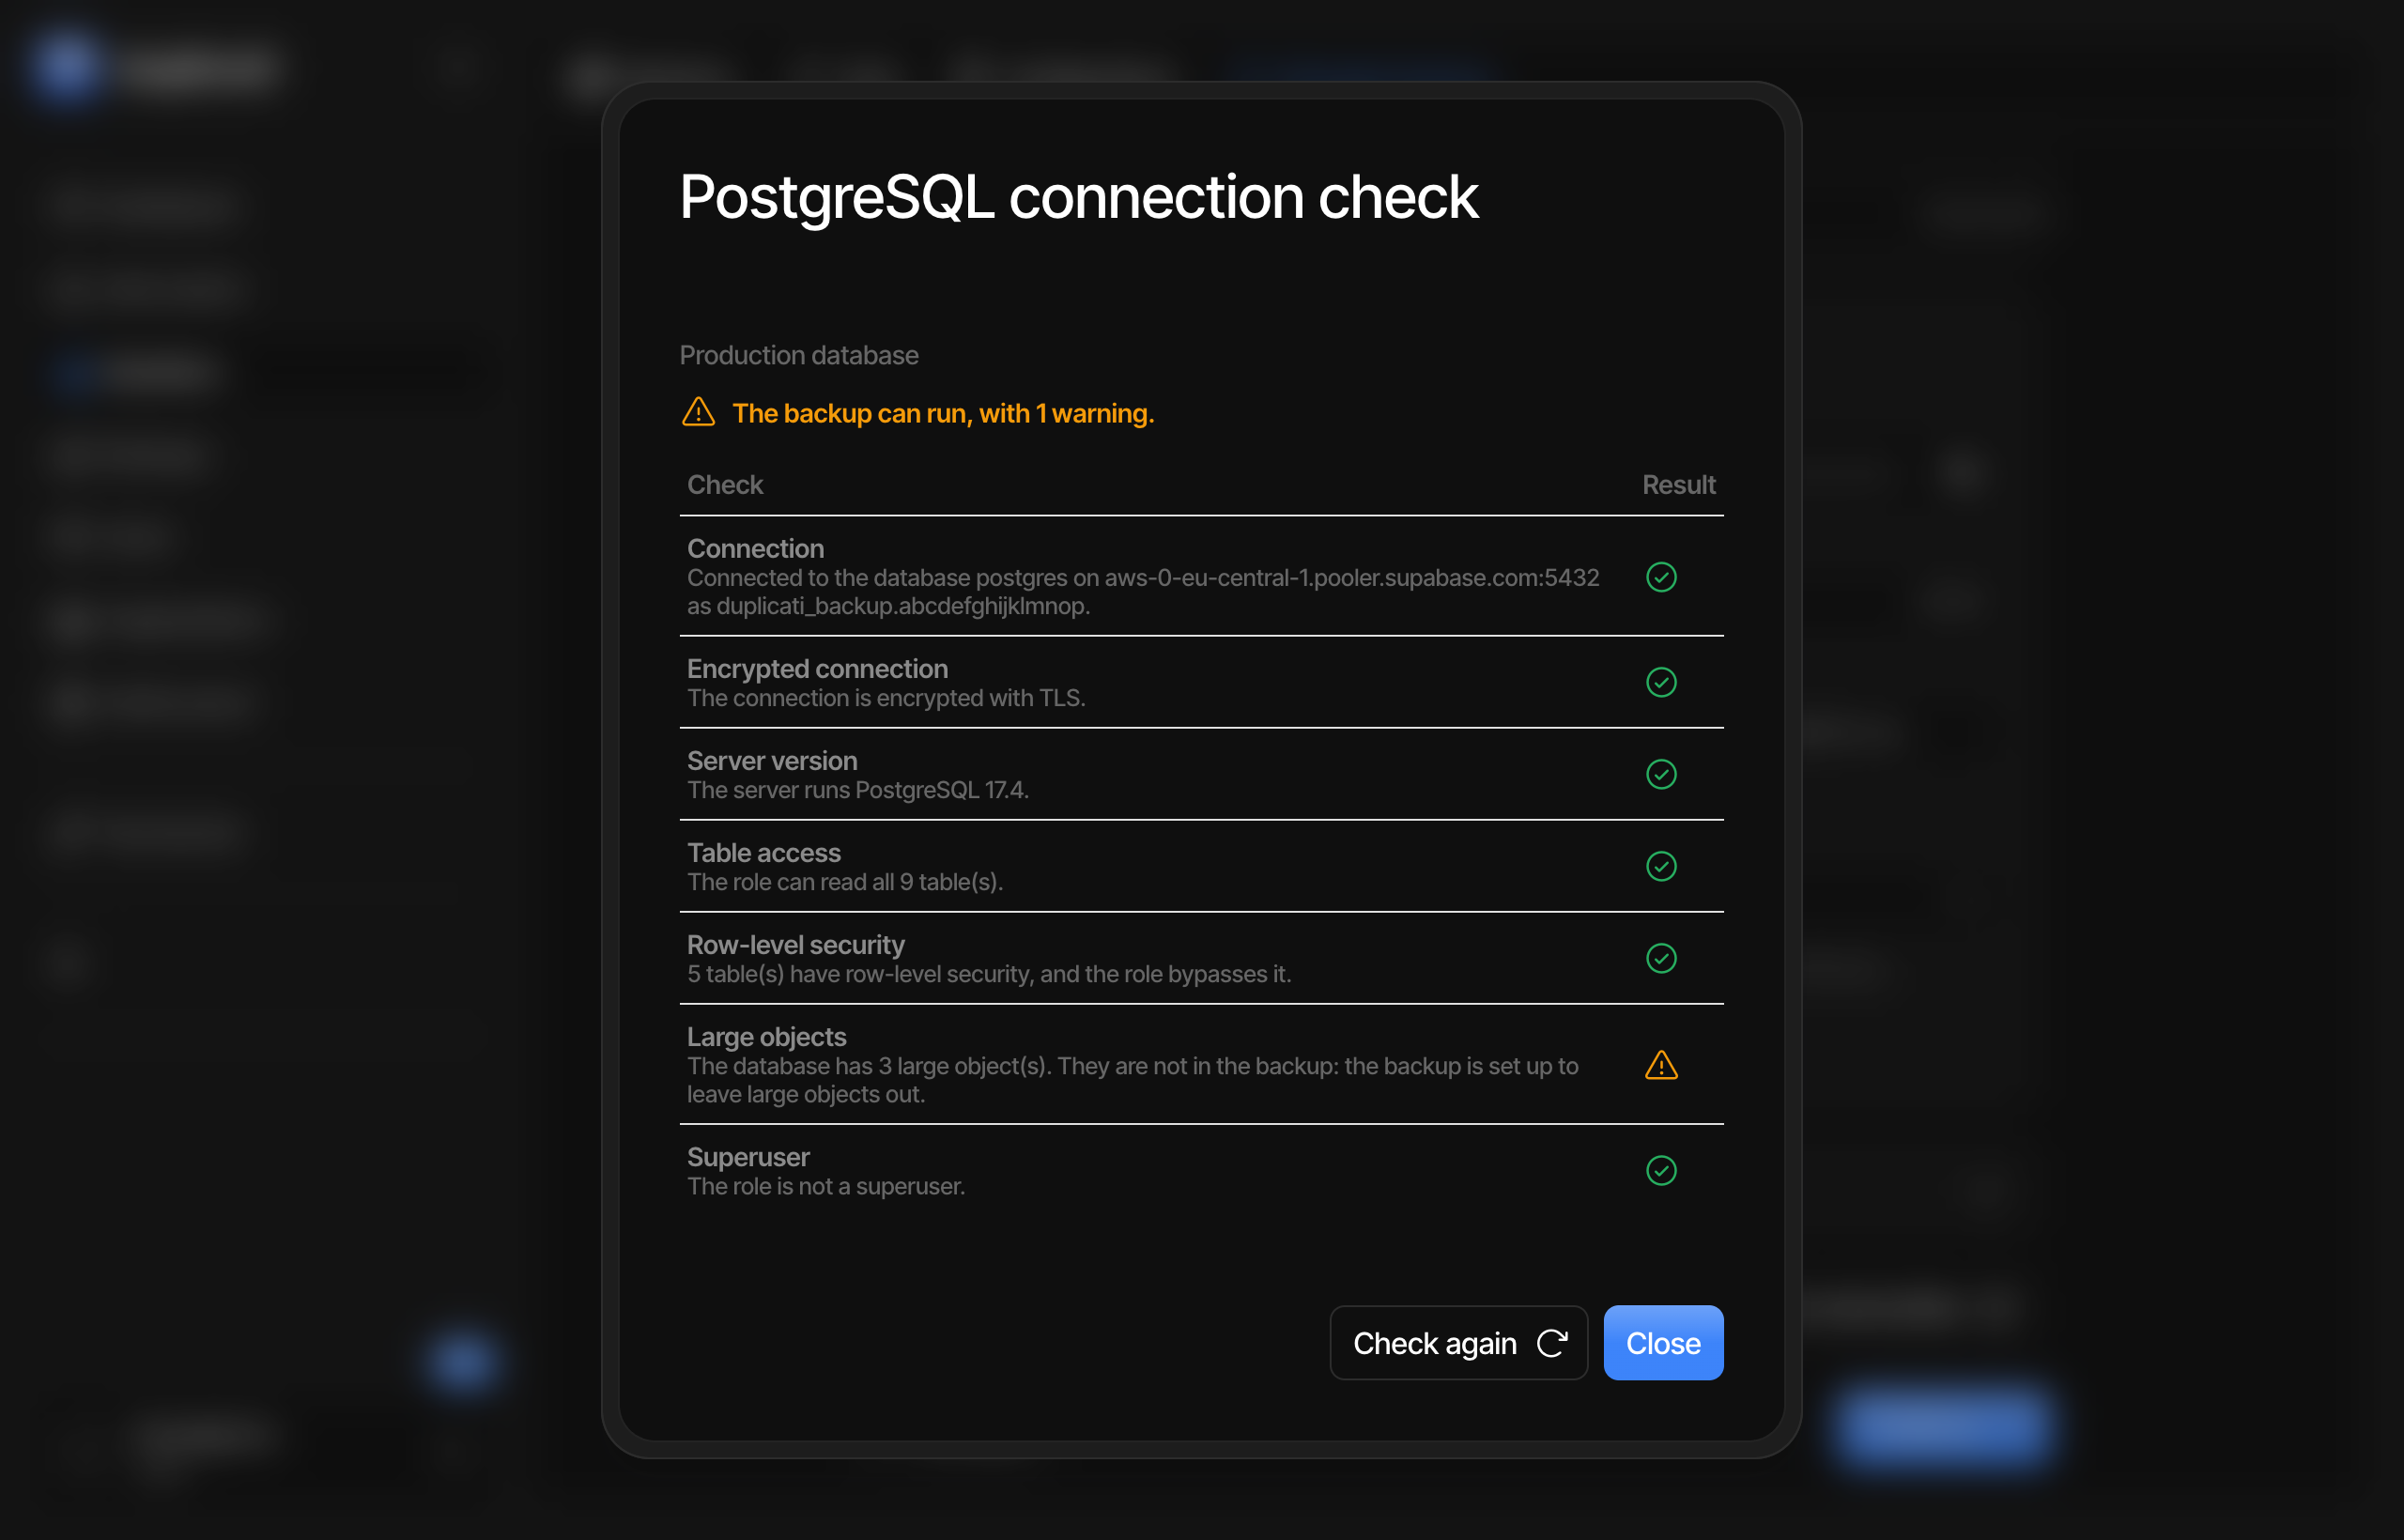 PostgreSQL connection check
Production database
The backup can run, with 1 warning.
Check Result
Connection
Connected to the database postgres on aws-0-eu-central-1.pooler.supabase.com:5432
as duplicati_backup.abcdefghijklmnop.
Encrypted connection
The connection is encrypted with TLS.
Server version
The server runs PostgreSQL 17.4.
Table access
The role can read all 9 table(s).
Row-level security
5 table(s) have row-level security, and the role bypasses it.
Large objects
The database has 3 large object(s). They are not in the backup: the backup is set up to
leave large objects out.
Superuser
The role is not a superuser.
Check again Close